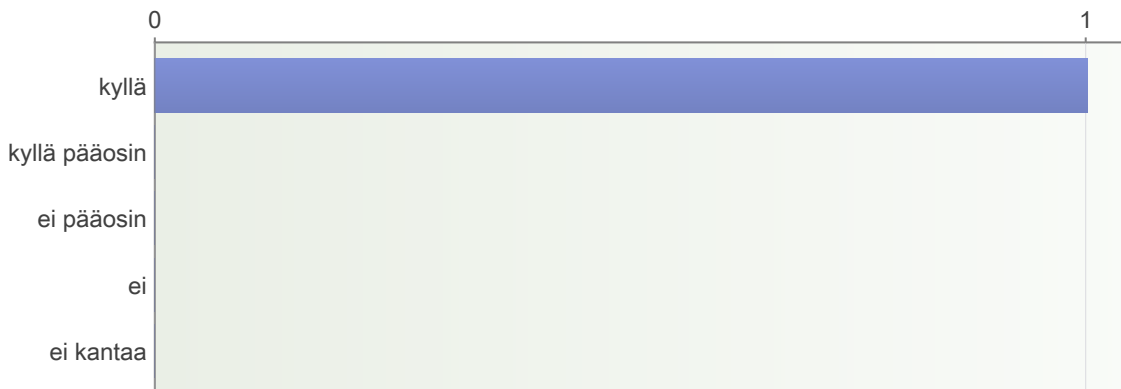 0 1
kyllä
kyllä pääosin
ei pääosin
ei
ei kantaa